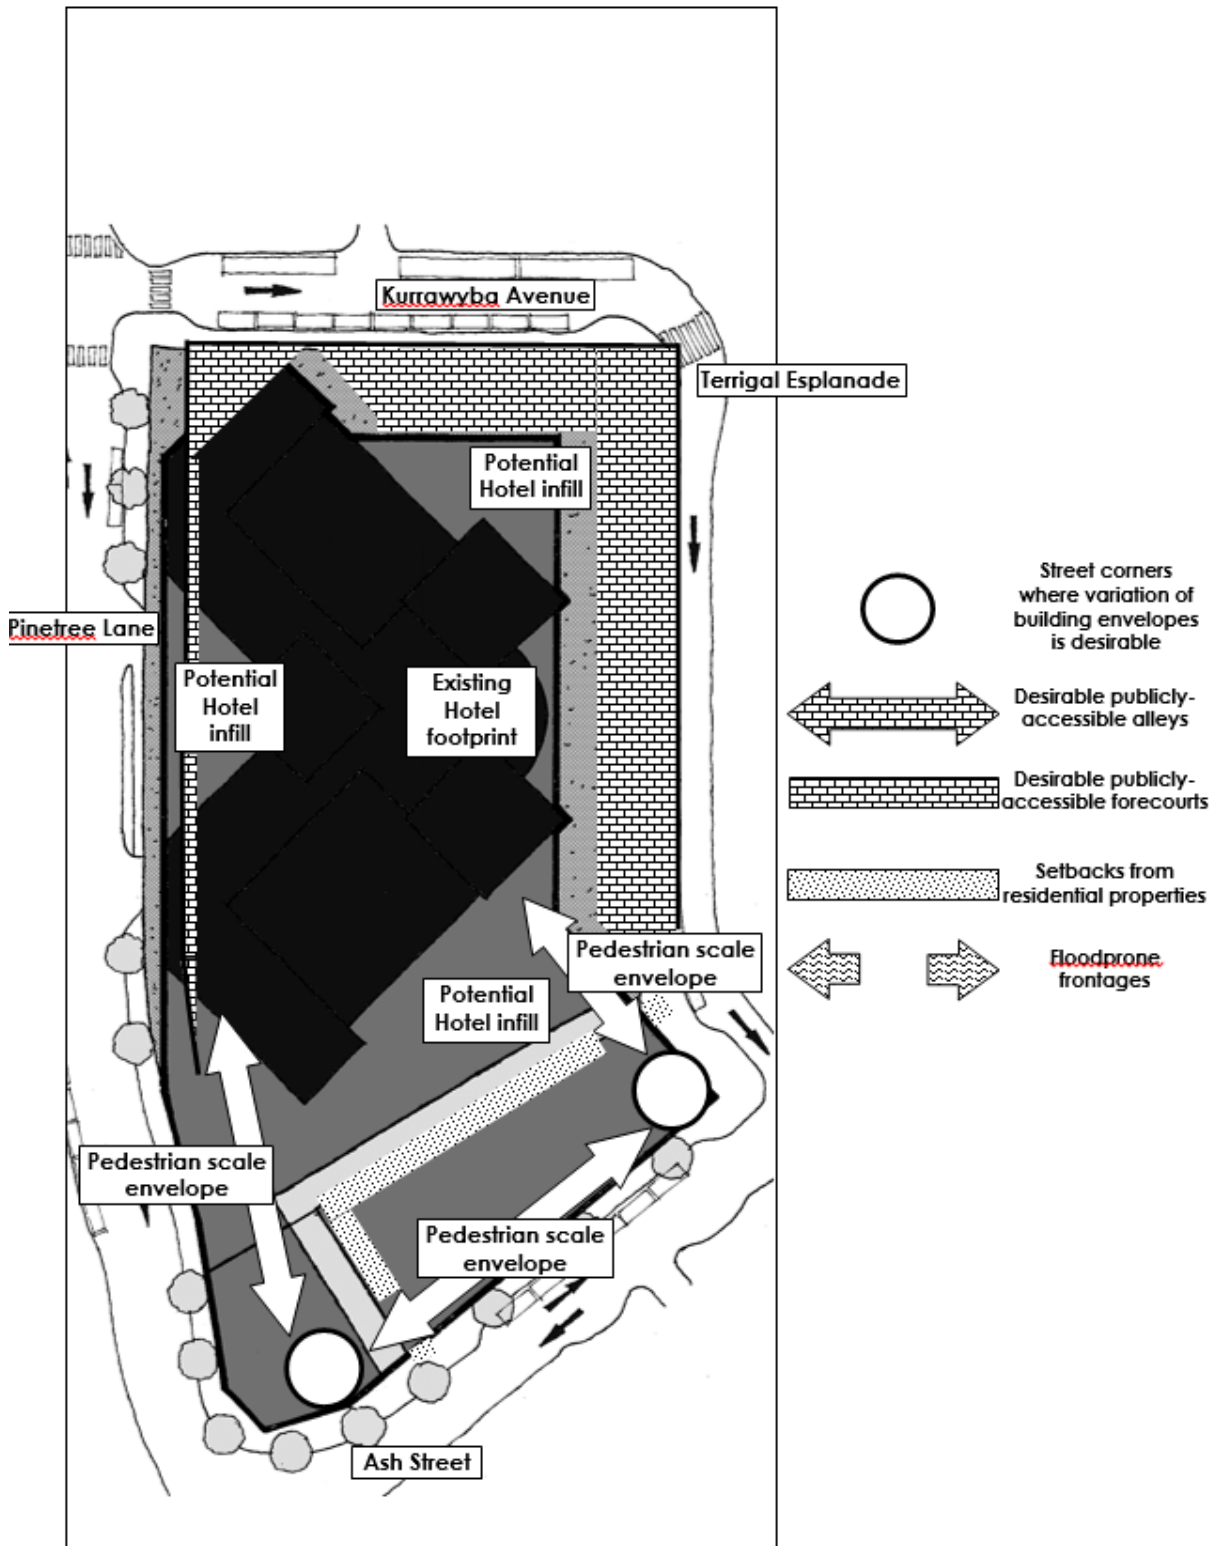 Kurrawyba Avenue
Terrigal Esplanade
Potential
Hotel infill
Pinetree Lane
Potential
Hotel
infill
Existing
Hotel
footprint
Pedestrian scale
envelope
Potential
Hotel infill
Pedestrian scale
envelope
Pedestrian scale
envelope
Ash Street
Street corners
where variation of
building envelopes
is desirable
Desirable publicly-
accessible alleys
Desirable publicly-
accessible forecourts
Setbacks from
residential properties
Floodprone
frontages